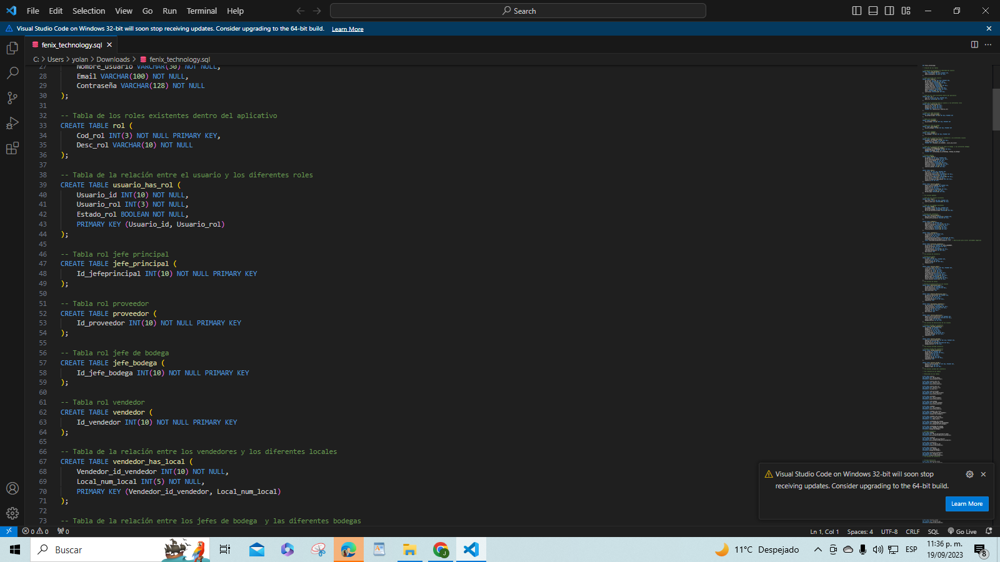 File Edit Selection View Go Run Terminal Help
Search
Visual Studio Code on Windows 32-bit will soon stop receiving updates. Consider upgrading to the 64-bit build. Learn More
fenix_technology.sql
C: > Users > yolan > Downloads > fenix_technology.sql
27 Nombre_usuario VARCHAR(30) NOT NULL,
28 Email VARCHAR(100) NOT NULL,
29 Contraseña VARCHAR(128) NOT NULL
30 );
31
32 -- Tabla de los roles existentes dentro del aplicativo
33 CREATE TABLE rol (
34 Cod_rol INT(3) NOT NULL PRIMARY KEY,
35 Desc_rol VARCHAR(10) NOT NULL
36 );
37
38 -- Tabla de la relación entre el usuario y los diferentes roles
39 CREATE TABLE usuario_has_rol (
40 Usuario_id INT(10) NOT NULL,
41 Usuario_rol INT(3) NOT NULL,
42 Estado_rol BOOLEAN NOT NULL,
43 PRIMARY KEY (Usuario_id, Usuario_rol)
44 );
45
46 -- Tabla rol jefe principal
47 CREATE TABLE jefe_principal (
48 Id_jefeprincipal INT(10) NOT NULL PRIMARY KEY
49 );
50
51 -- Tabla rol proveedor
52 CREATE TABLE proveedor (
53 Id_proveedor INT(10) NOT NULL PRIMARY KEY
54 );
55
56 -- Tabla rol jefe de bodega
57 CREATE TABLE jefe_bodega (
58 Id_jefe_bodega INT(10) NOT NULL PRIMARY KEY
59 );
60
61 -- Tabla rol vendedor
62 CREATE TABLE vendedor (
63 Id_vendedor INT(10) NOT NULL PRIMARY KEY
64 );
65
66 -- Tabla de la relación entre los vendedores y los diferentes locales
67 CREATE TABLE vendedor_has_local (
68 Vendedor_id_vendedor INT(10) NOT NULL,
69 Local_num_local INT(5) NOT NULL,
70 PRIMARY KEY (Vendedor_id_vendedor, Local_num_local)
71 );
72
73 -- Tabla de la relación entre los jefes de bodega  y las diferentes bodegas
Visual Studio Code on Windows 32-bit will soon stop
receiving updates. Consider upgrading to the 64-bit build.
Learn More
0 0 0
Ln 1, Col 1 Spaces: 4 UTF-8 CRLF SQL Go Live
Buscar
11°C Despejado
ESP
11:36 p. m.
19/09/2023
8